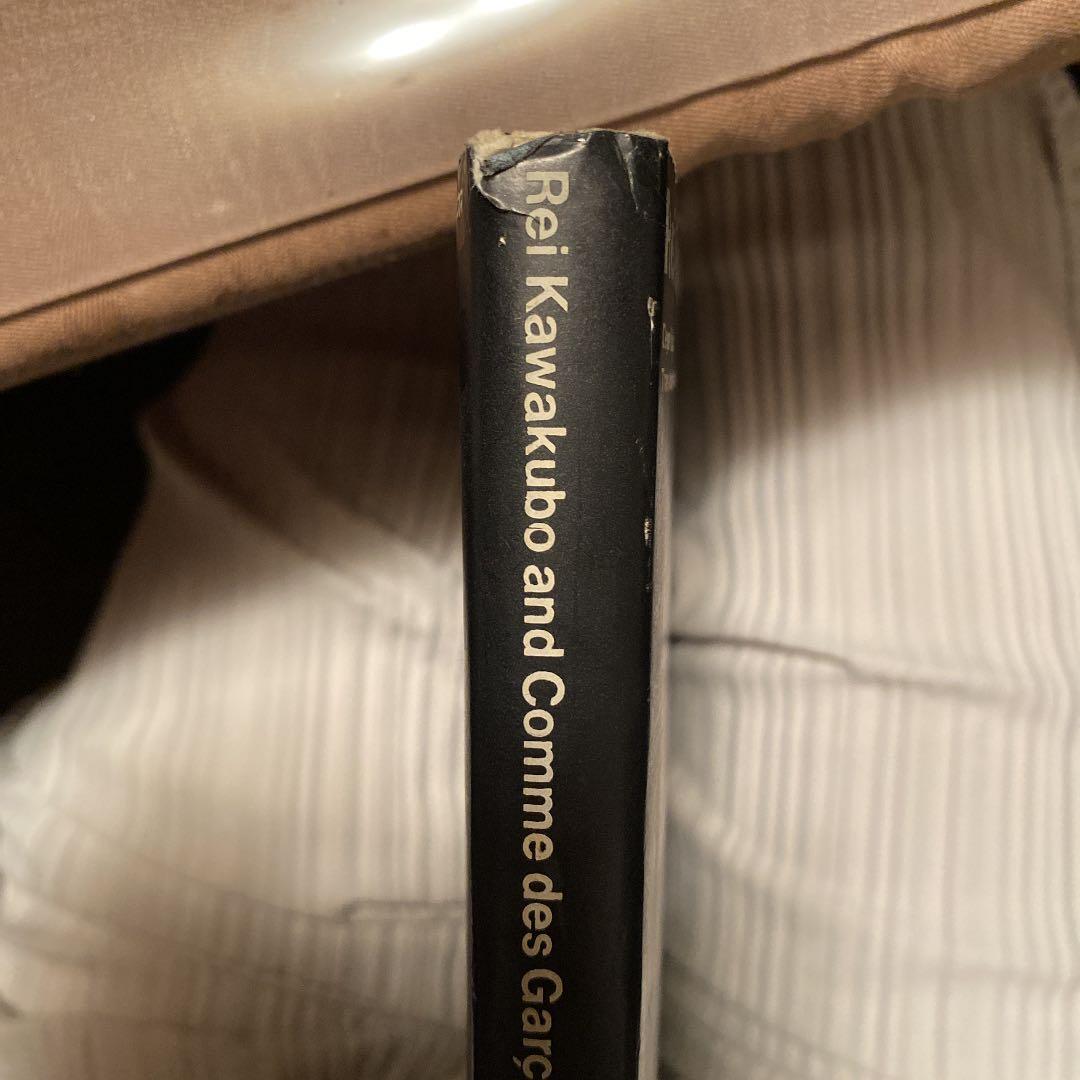 Rei Kawakubo and Comme des Garç